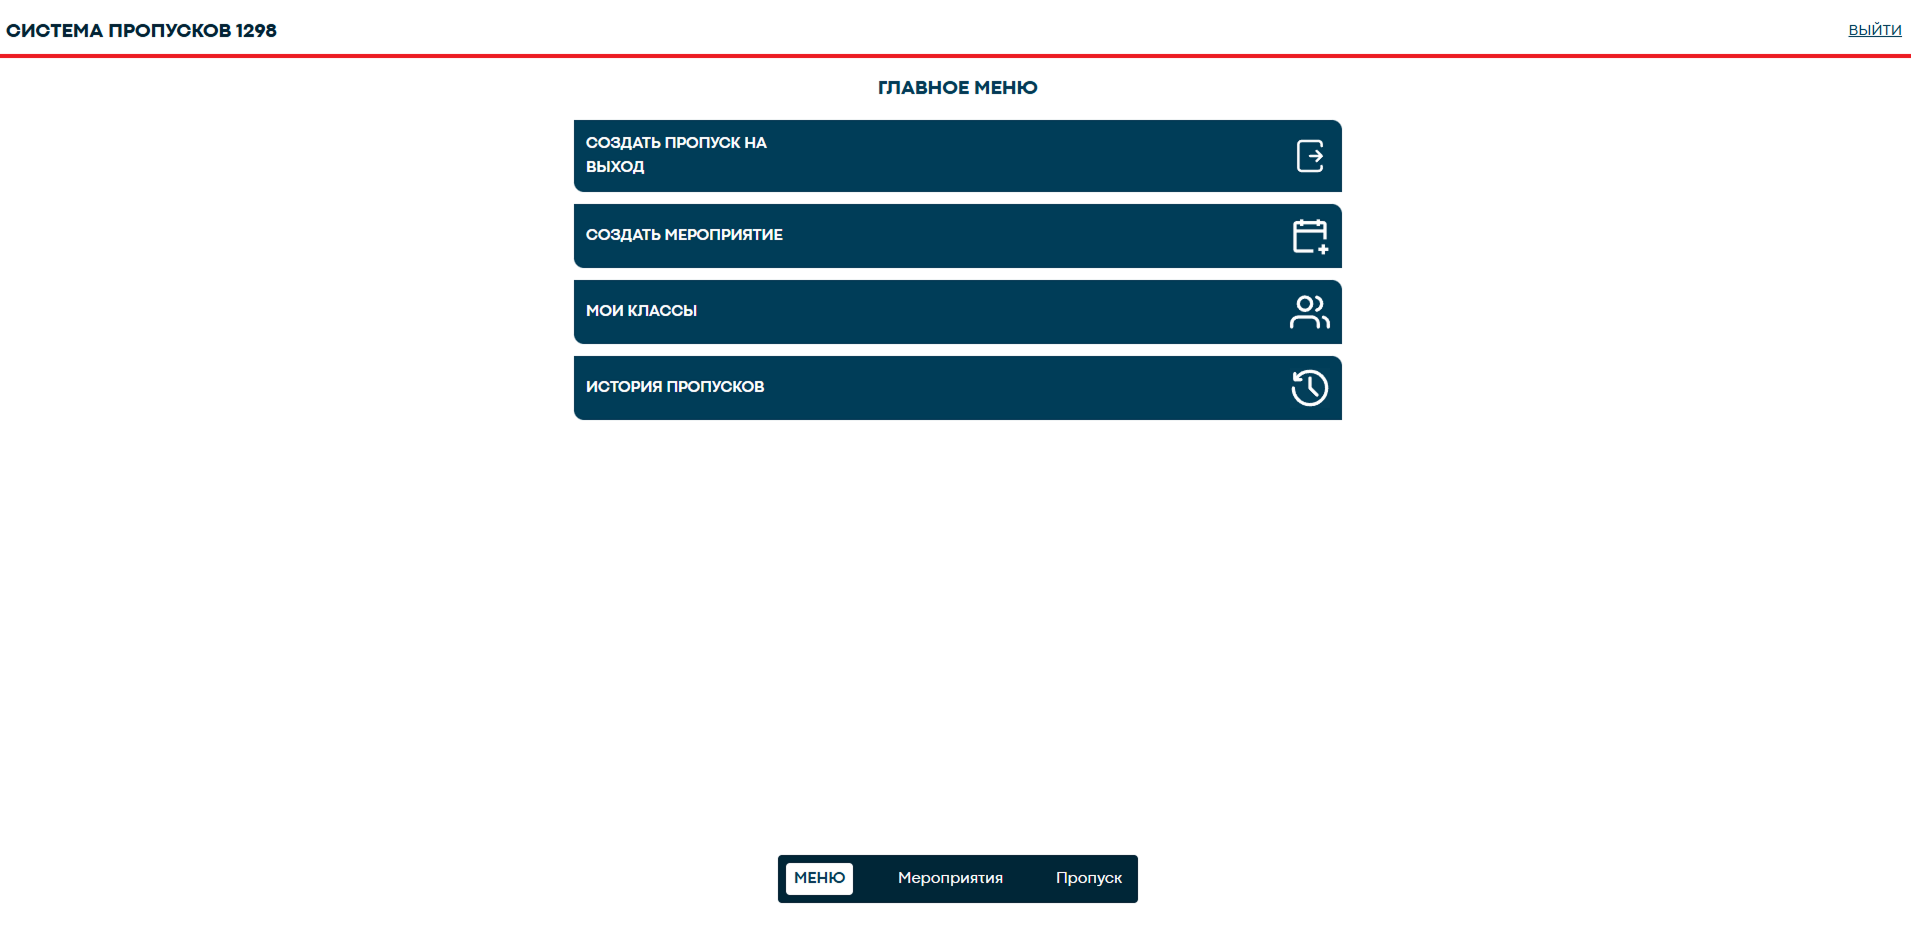 СИСТЕМА ПРОПУСКОВ 1298
ВЫЙТИ
ГЛАВНОЕ МЕНЮ
СОЗДАТЬ ПРОПУСК НА
ВЫХОД
СОЗДАТЬ МЕРОПРИЯТИЕ
МОИ КЛАССЫ
ИСТОРИЯ ПРОПУСКОВ
МЕНЮ
Мероприятия
Пропуск